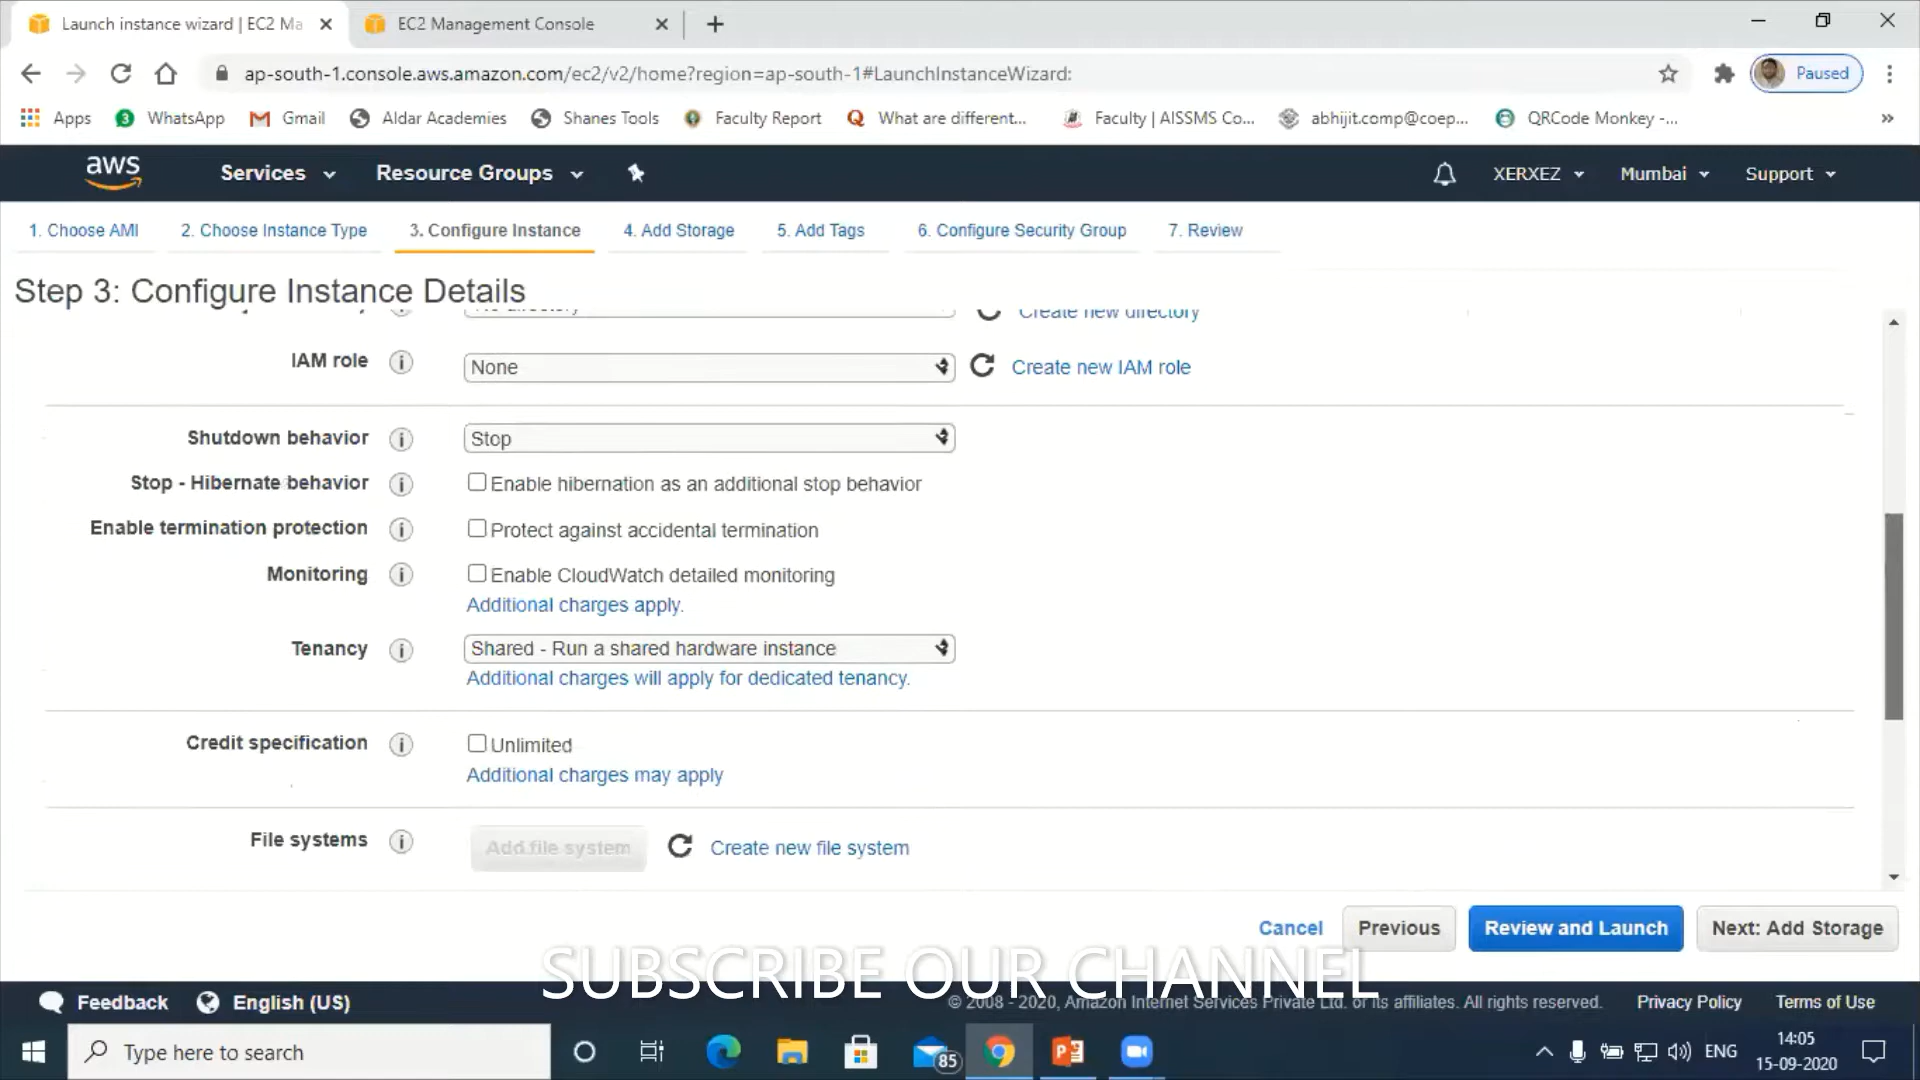 Launch instance wizard | EC2 Ma
EC2 Management Console
ap-south-1.console.aws.amazon.com/ec2/v2/home?region=ap-south-1#LaunchInstanceWizard:
Paused
Apps
3
WhatsApp
Gmail
Aldar Academies
Shanes Tools
Faculty Report
What are different...
Faculty | AISSMS Co...
abhijit.comp@coep...
QRCode Monkey -...
aws
Services
Resource Groups
XERXEZ
Mumbai
Support
1. Choose AMI
2. Choose Instance Type
3. Configure Instance
4. Add Storage
5. Add Tags
6. Configure Security Group
7. Review
Step 3: Configure Instance Details
No directory
Create new directory
IAM role
None
Create new IAM role
Shutdown behavior
Stop
Stop - Hibernate behavior
Enable hibernation as an additional stop behavior
Enable termination protection
Protect against accidental termination
Monitoring
Enable CloudWatch detailed monitoring
Additional charges apply.
Tenancy
Shared - Run a shared hardware instance
Additional charges will apply for dedicated tenancy.
Credit specification
Unlimited
Additional charges may apply
File systems
Add file system
Create new file system
Cancel
Previous
Review and Launch
Next: Add Storage
SUBSCRIBE OUR CHANNEL
Feedback
English (US)
© 2008 - 2020, Amazon Internet Services Private Ltd. or its affiliates. All rights reserved.
Privacy Policy
Terms of Use
Type here to search
85
ENG
14:05
15-09-2020